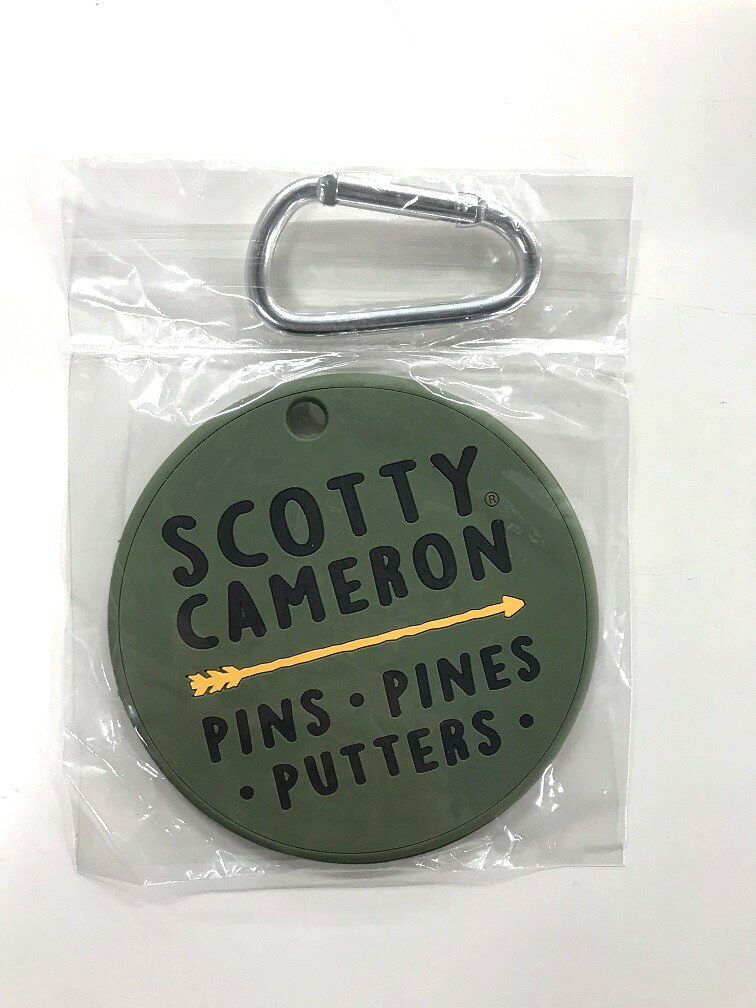 SCOTTY®
CAMERON
PINS • PINES
• PUTTERS •